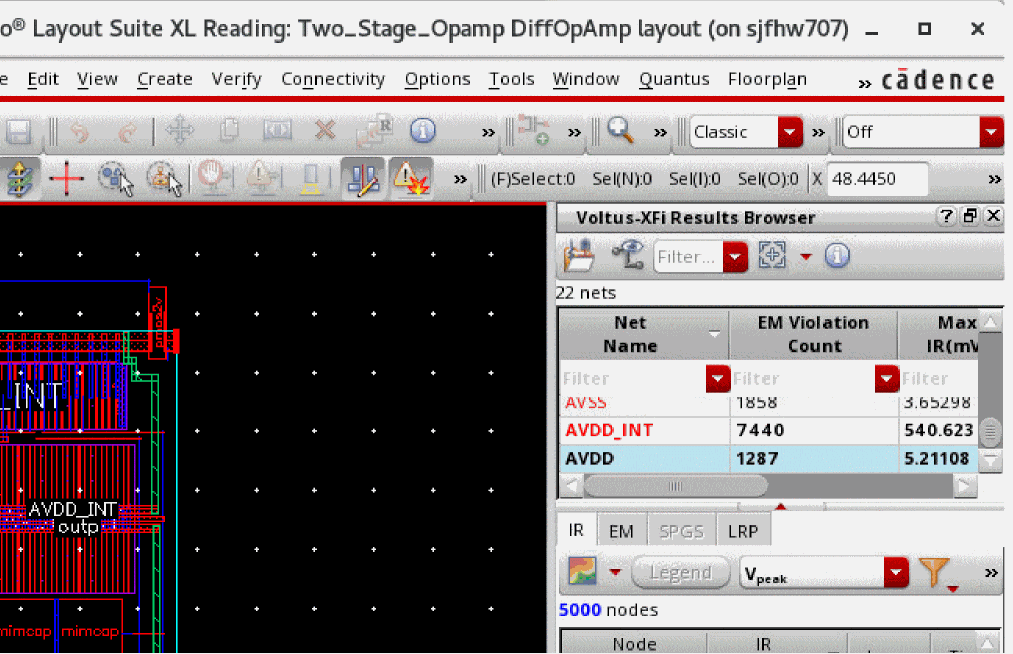 o® Layout Suite XL Reading: Two_Stage_Opamp DiffOpAmp layout (on sjfhw707)
e Edit View Create Verify Connectivity Options Tools Window Quantus Floorplan » cādence
R » » » Classic » Off
» (F)Select:0 Sel(N):0 Sel(I):0 Sel(O):0 X 48.4450 »
Voltus-XFi Results Browser ?
Filter...
22 nets
Net Name EM Violation Count Max IR(mV
Filter Filter Filter
AVSS 1858 3.65298
AVDD_INT 7440 540.623
AVDD 1287 5.21108
IR EM SPGS LRP
Legend Vpeak »
5000 nodes
Node IR
_INT
AVDD_INT
outp
mimcap mimcap